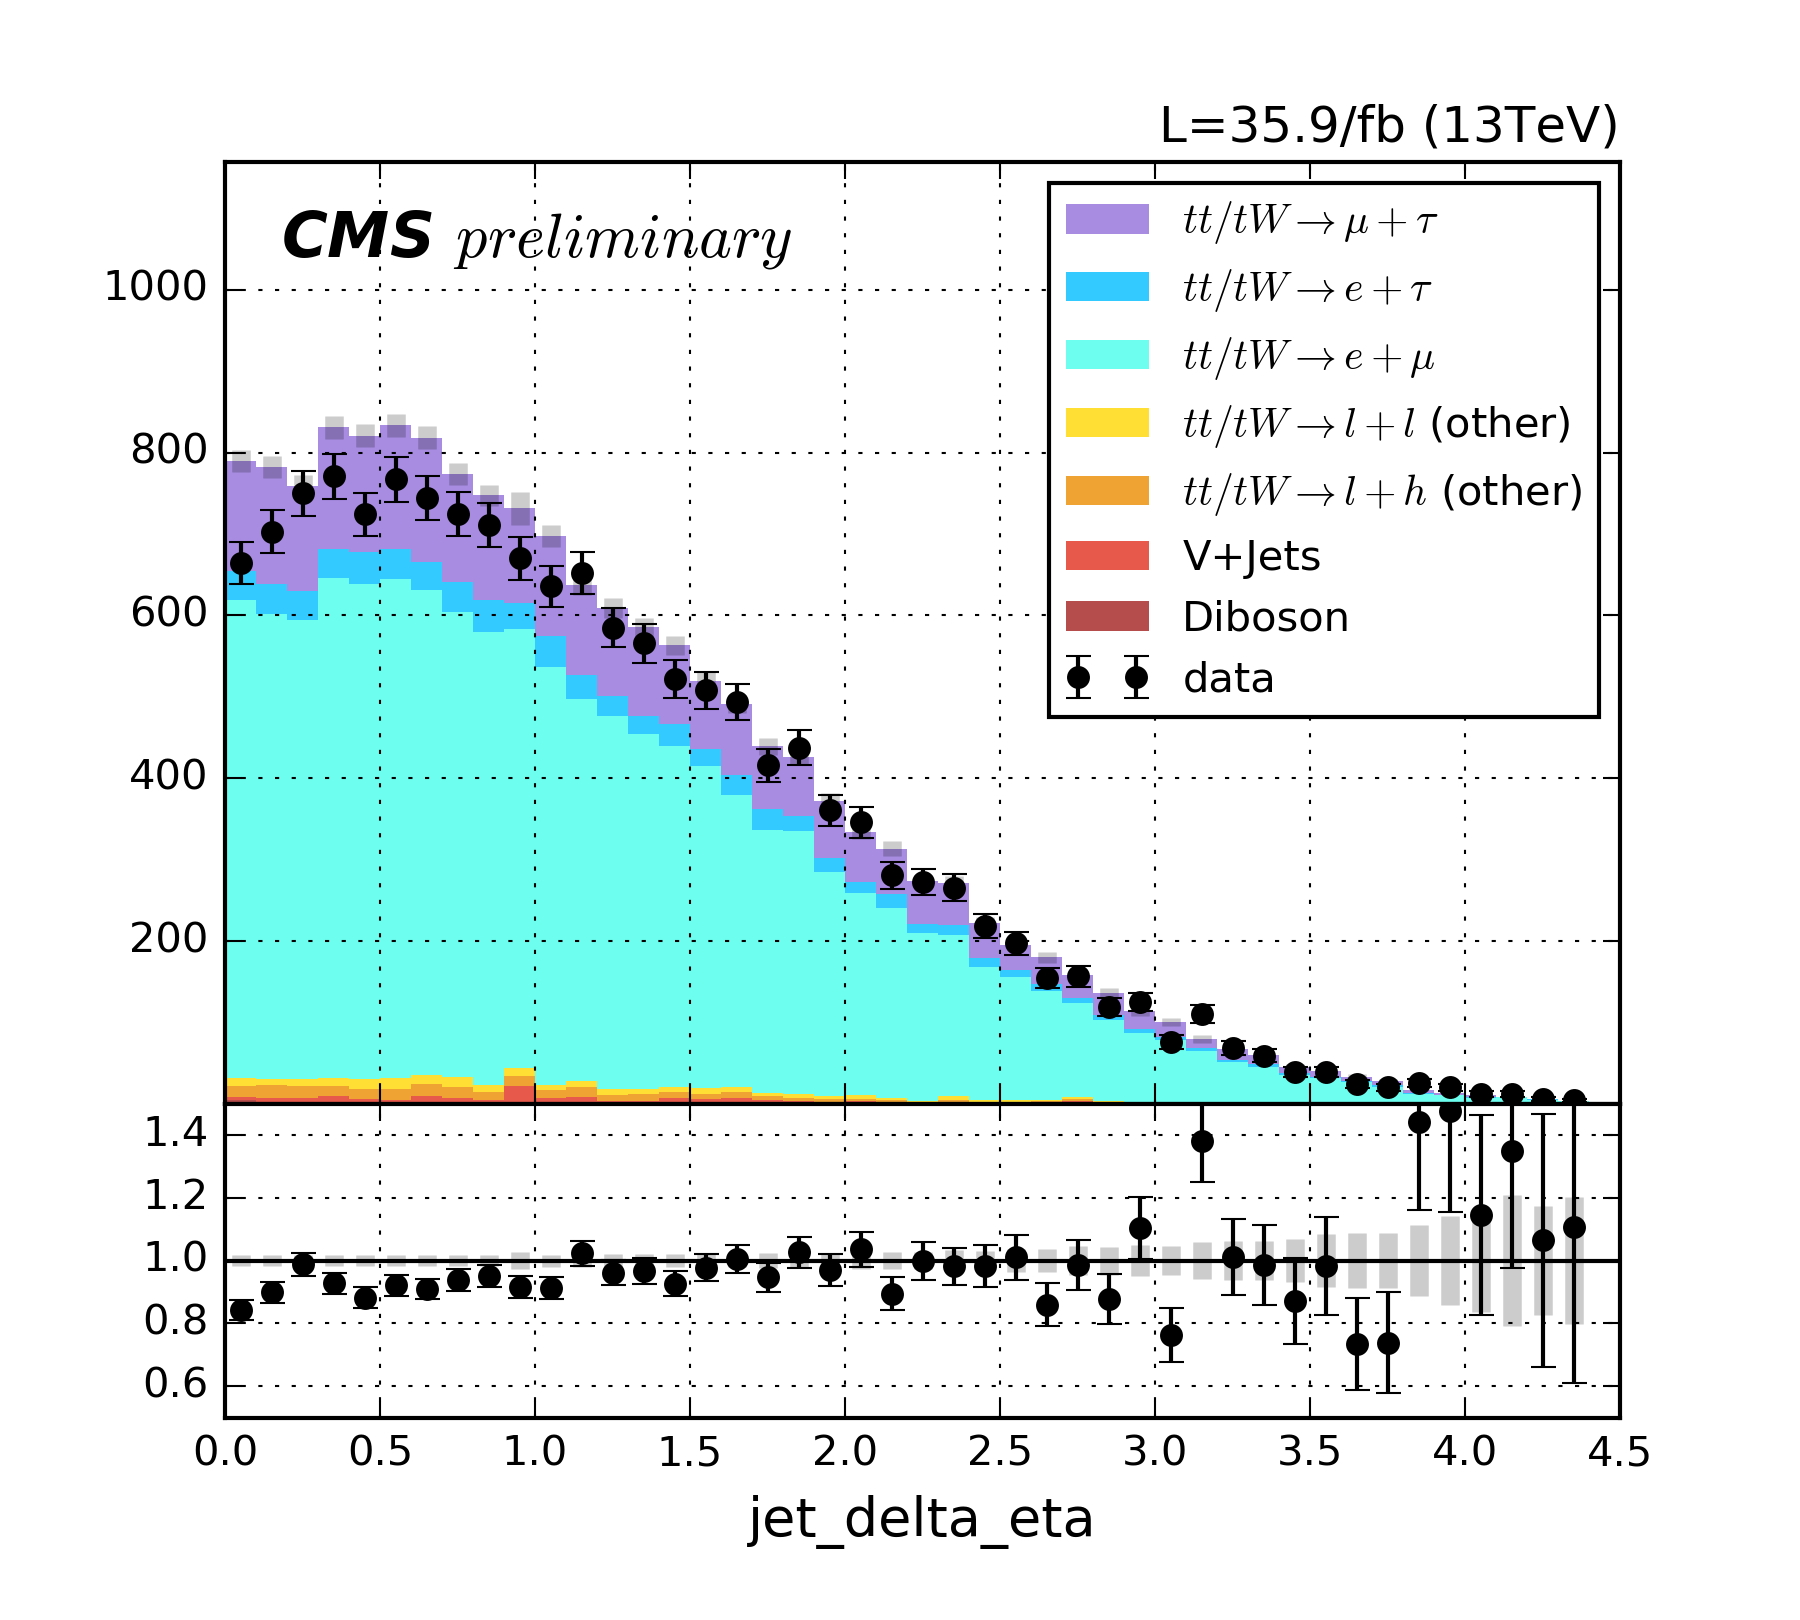 L=35.9/fb (13TeV)
CMS preliminary
tt/tW → μ + τ
tt/tW → e + τ
tt/tW → e + μ
tt/tW → l + l (other)
tt/tW → l + h (other)
V+Jets
Diboson
data
1000
800
600
400
200
1.4
1.2
1.0
0.8
0.6
0.0 0.5 1.0 1.5 2.0 2.5 3.0 3.5 4.0 4.5
jet_delta_eta